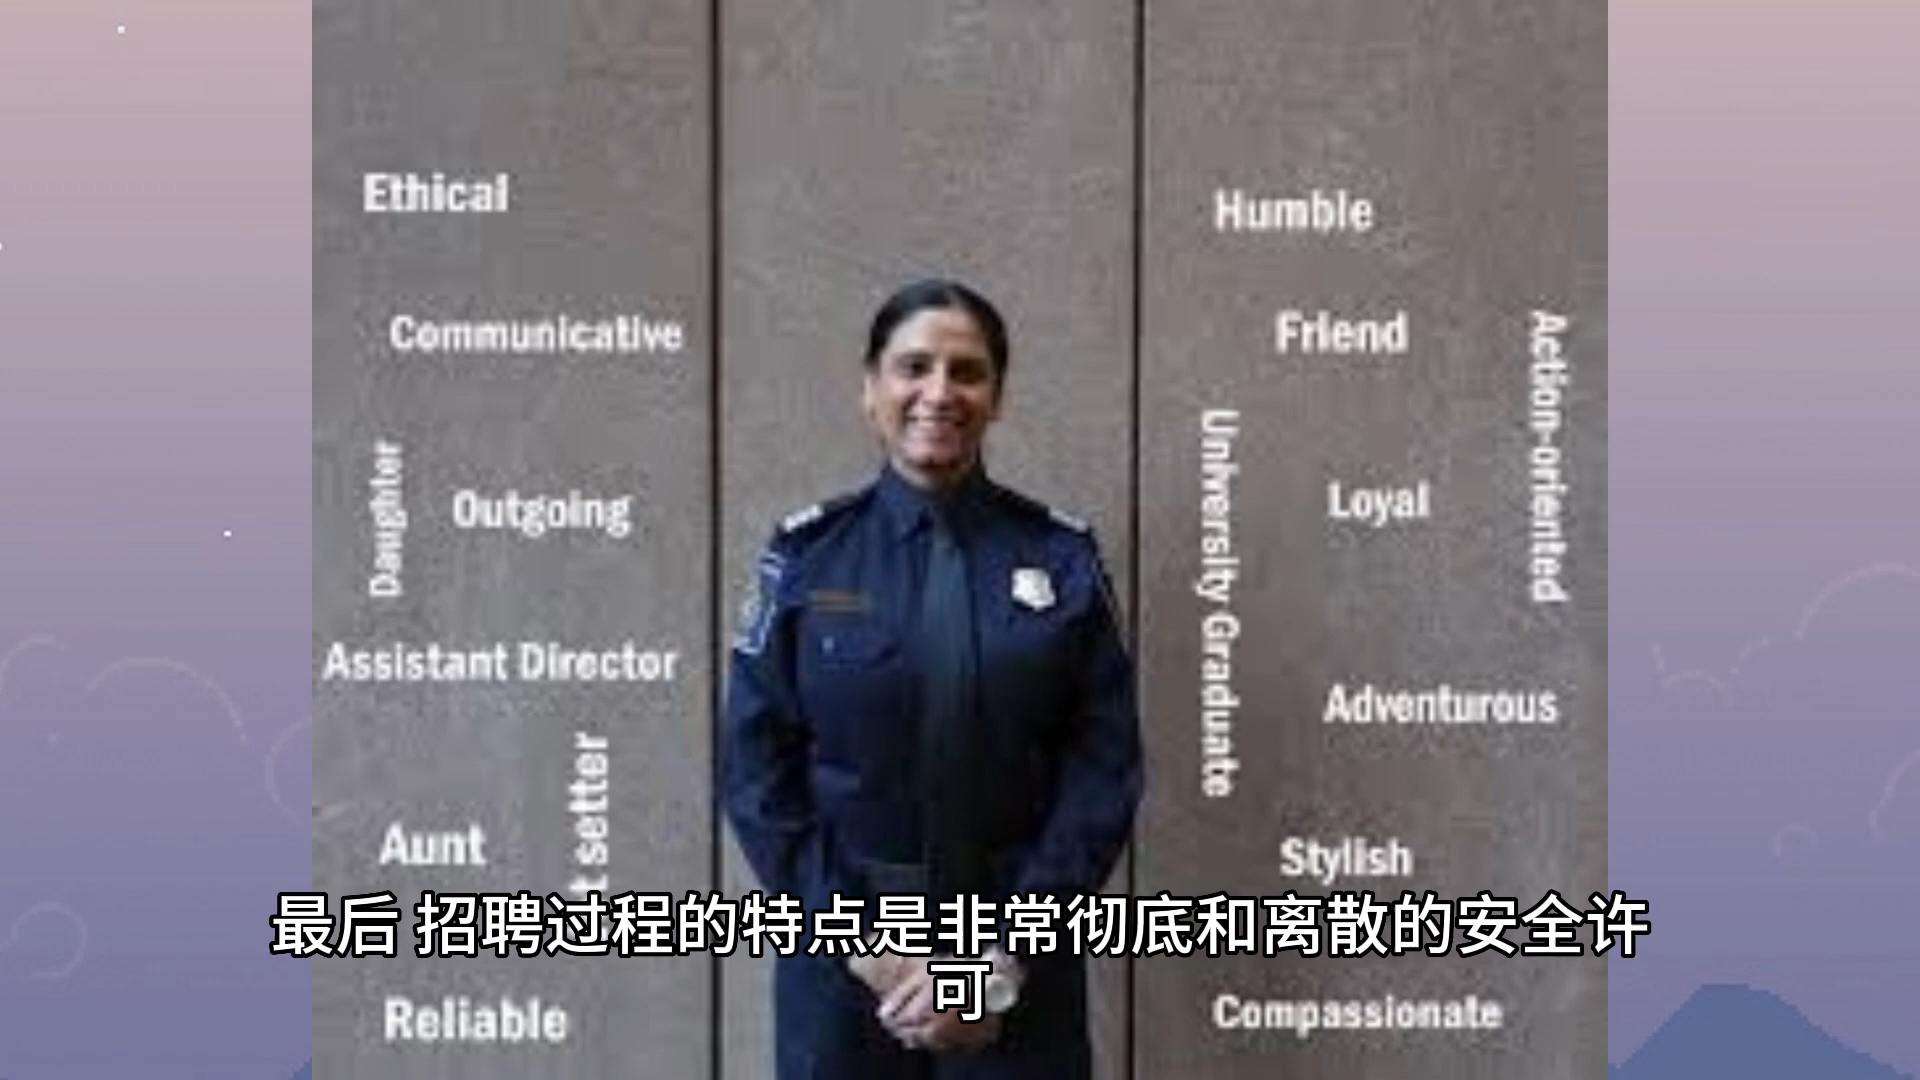 Ethical
Humble
Communicative
Friend
Action-oriented
Daughter
Outgoing
University Graduate
Loyal
Assistant Director
Adventurous
t setter
Aunt
Stylish
最后 招聘过程的特点是非常彻底和离散的安全许
可
Reliable
Compassionate